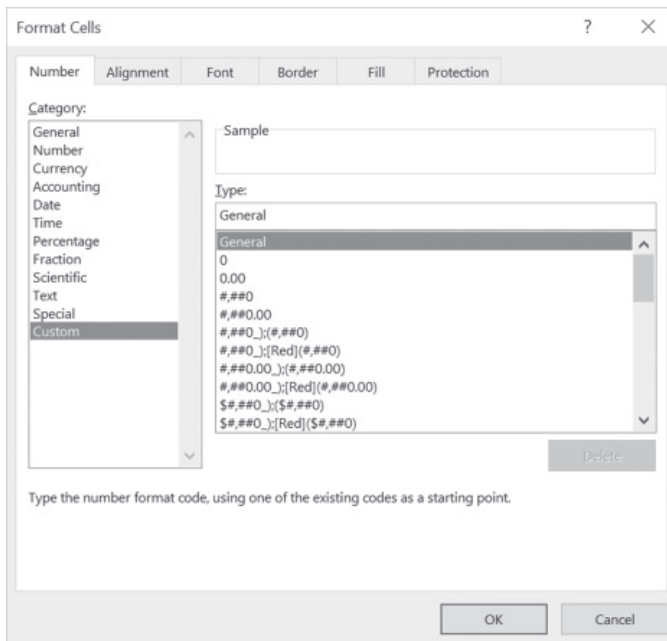 Format Cells
?
Number Alignment Font Border Fill Protection
Category:
General
Number
Currency
Accounting
Date
Time
Percentage
Fraction
Scientific
Text
Special
Custom
Sample
Type:
General
General
0
0.00
#,##0
#,##0.00
#,##0_);(#,##0)
#,##0_);[Red](#,##0)
#,##0.00_);(#,##0.00)
#,##0.00_);[Red](#,##0.00)
$#,##0_);($#,##0)
$#,##0_);[Red]($#,##0)
Delete
Type the number format code, using one of the existing codes as a starting point.
OK Cancel